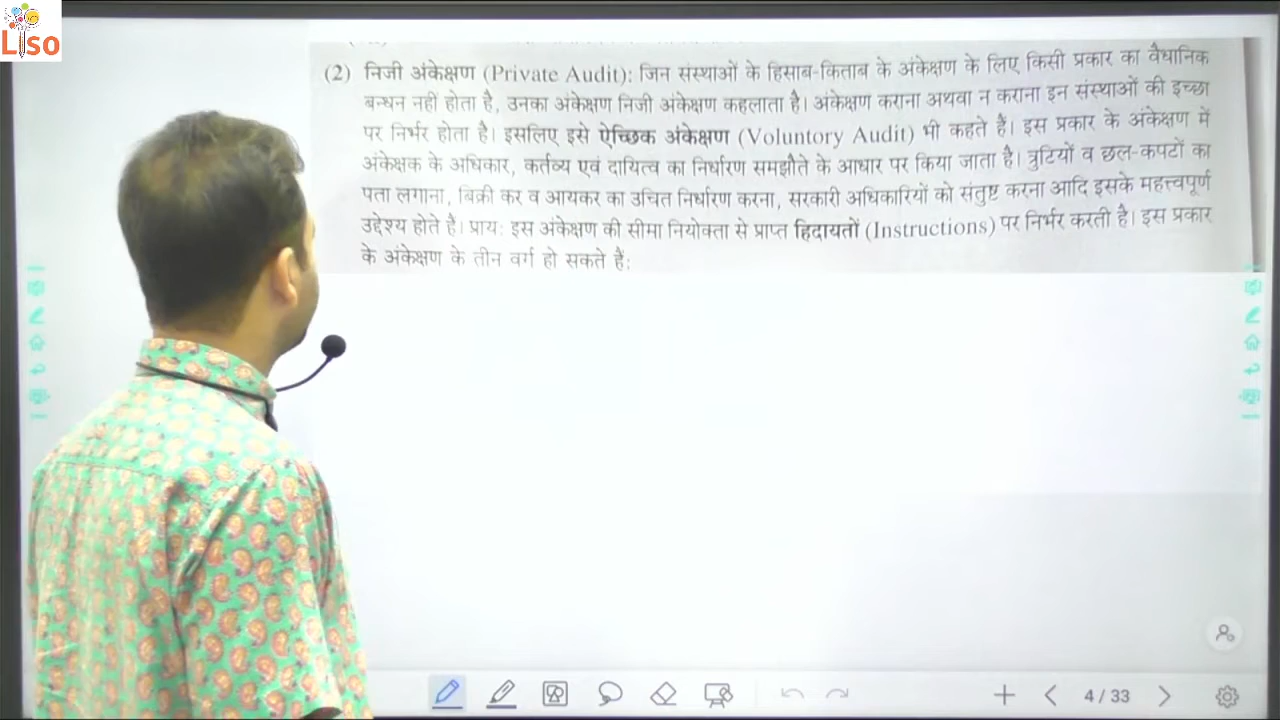 Liso
(2) निजी अंकेक्षण (Private Audit): जिन संस्थाओं के हिसाब-किताब के अंकेक्षण के लिए किसी प्रकार का वैधानिक
बन्धन नहीं होता है, उनका अंकेक्षण निजी अंकेक्षण कहलाता है। अंकेक्षण कराना अथवा न कराना इन संस्थाओं की इच्छा
पर निर्भर होता है। इसलिए इसे ऐच्छिक अंकेक्षण (Voluntory Audit) भी कहते हैं। इस प्रकार के अंकेक्षण में
अंकेक्षक के अधिकार, कर्तव्य एवं दायित्व का निर्धारण समझौते के आधार पर किया जाता है। त्रुटियों व छल-कपटों का
पता लगाना, बिक्री कर व आयकर का उचित निर्धारण करना, सरकारी अधिकारियों को संतुष्ट करना आदि इसके महत्त्वपूर्ण
उद्देश्य होते हैं। प्रायः इस अंकेक्षण की सीमा नियोक्ता से प्राप्त हिदायतों (Instructions) पर निर्भर करती है। इस प्रकार
के अंकेक्षण के तीन वर्ग हो सकते हैं:
4 / 33